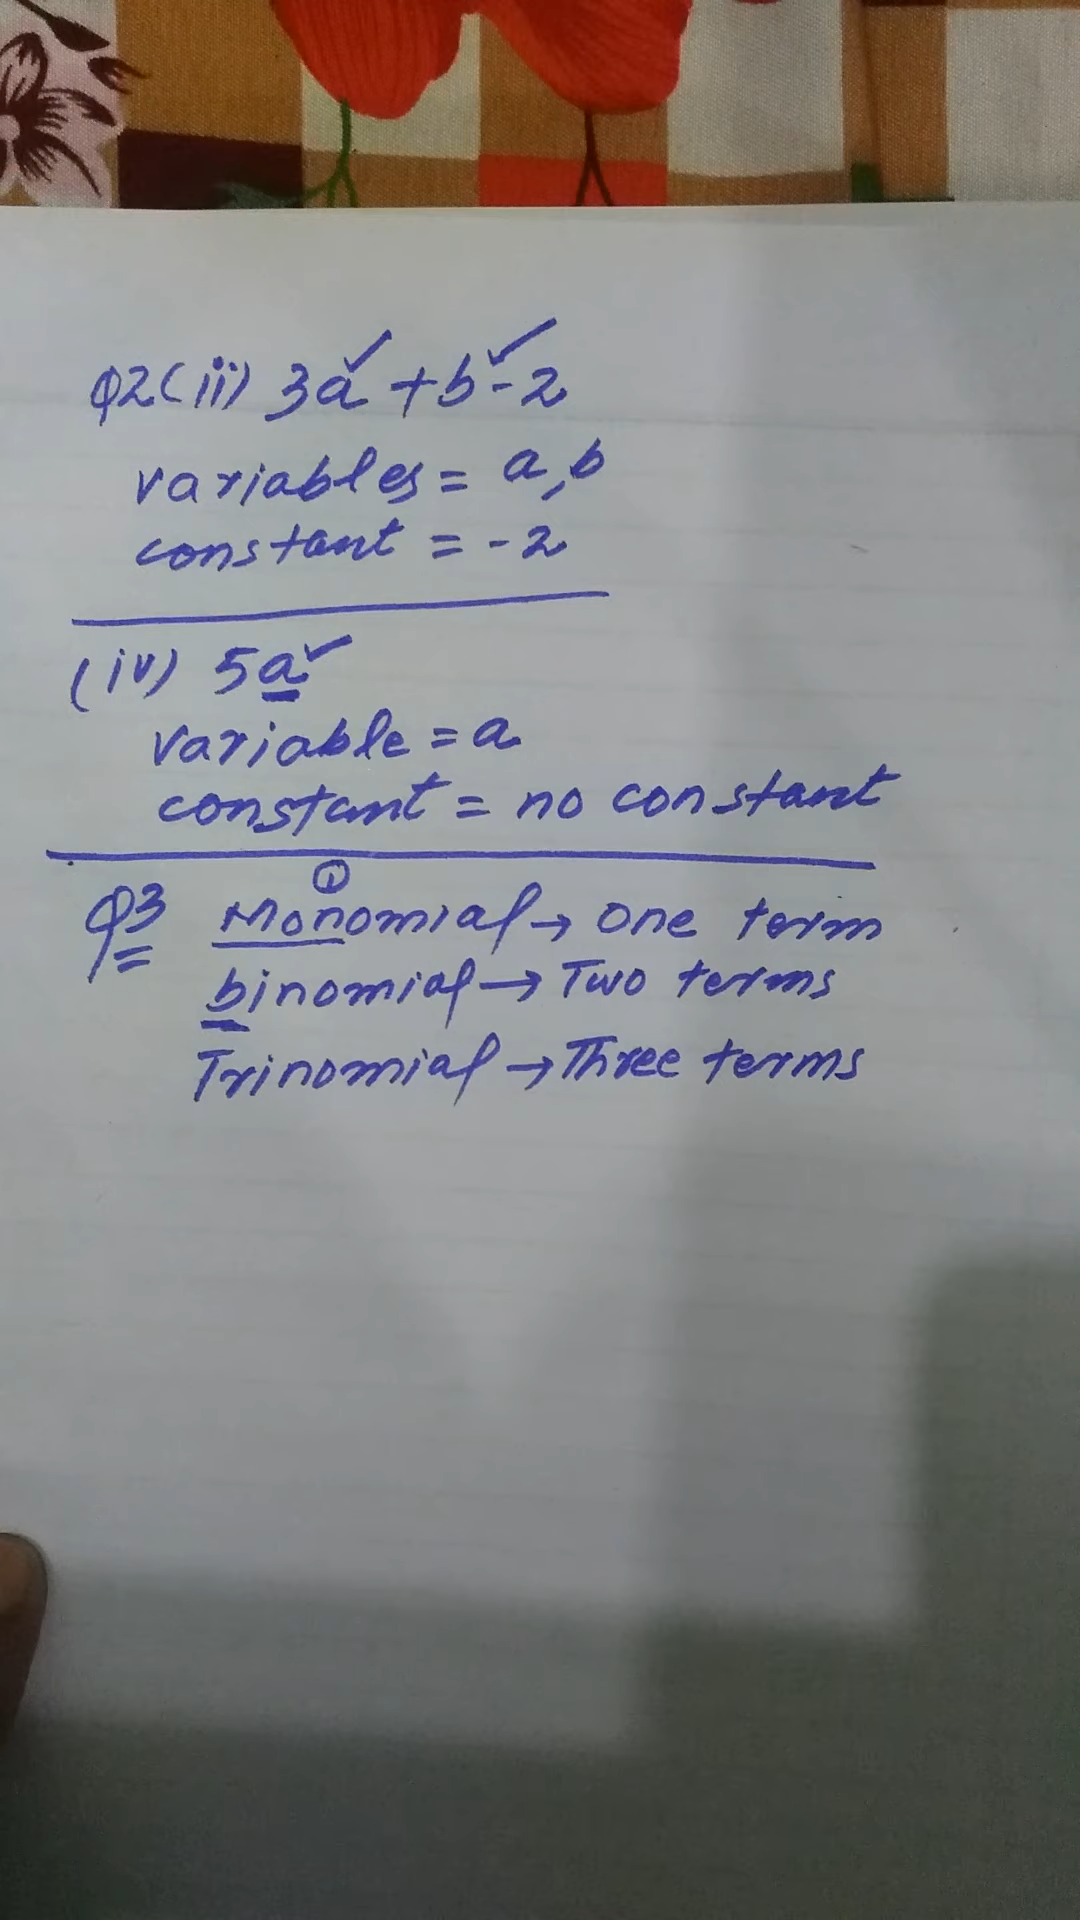 Q2(ii) 3a + b - 2
variables = a, b
constant = -2
(iv) 5a
variable = a
constant = no constant
①
Q3 Monomial → one term
binomial → Two terms
Trinomial → Three terms